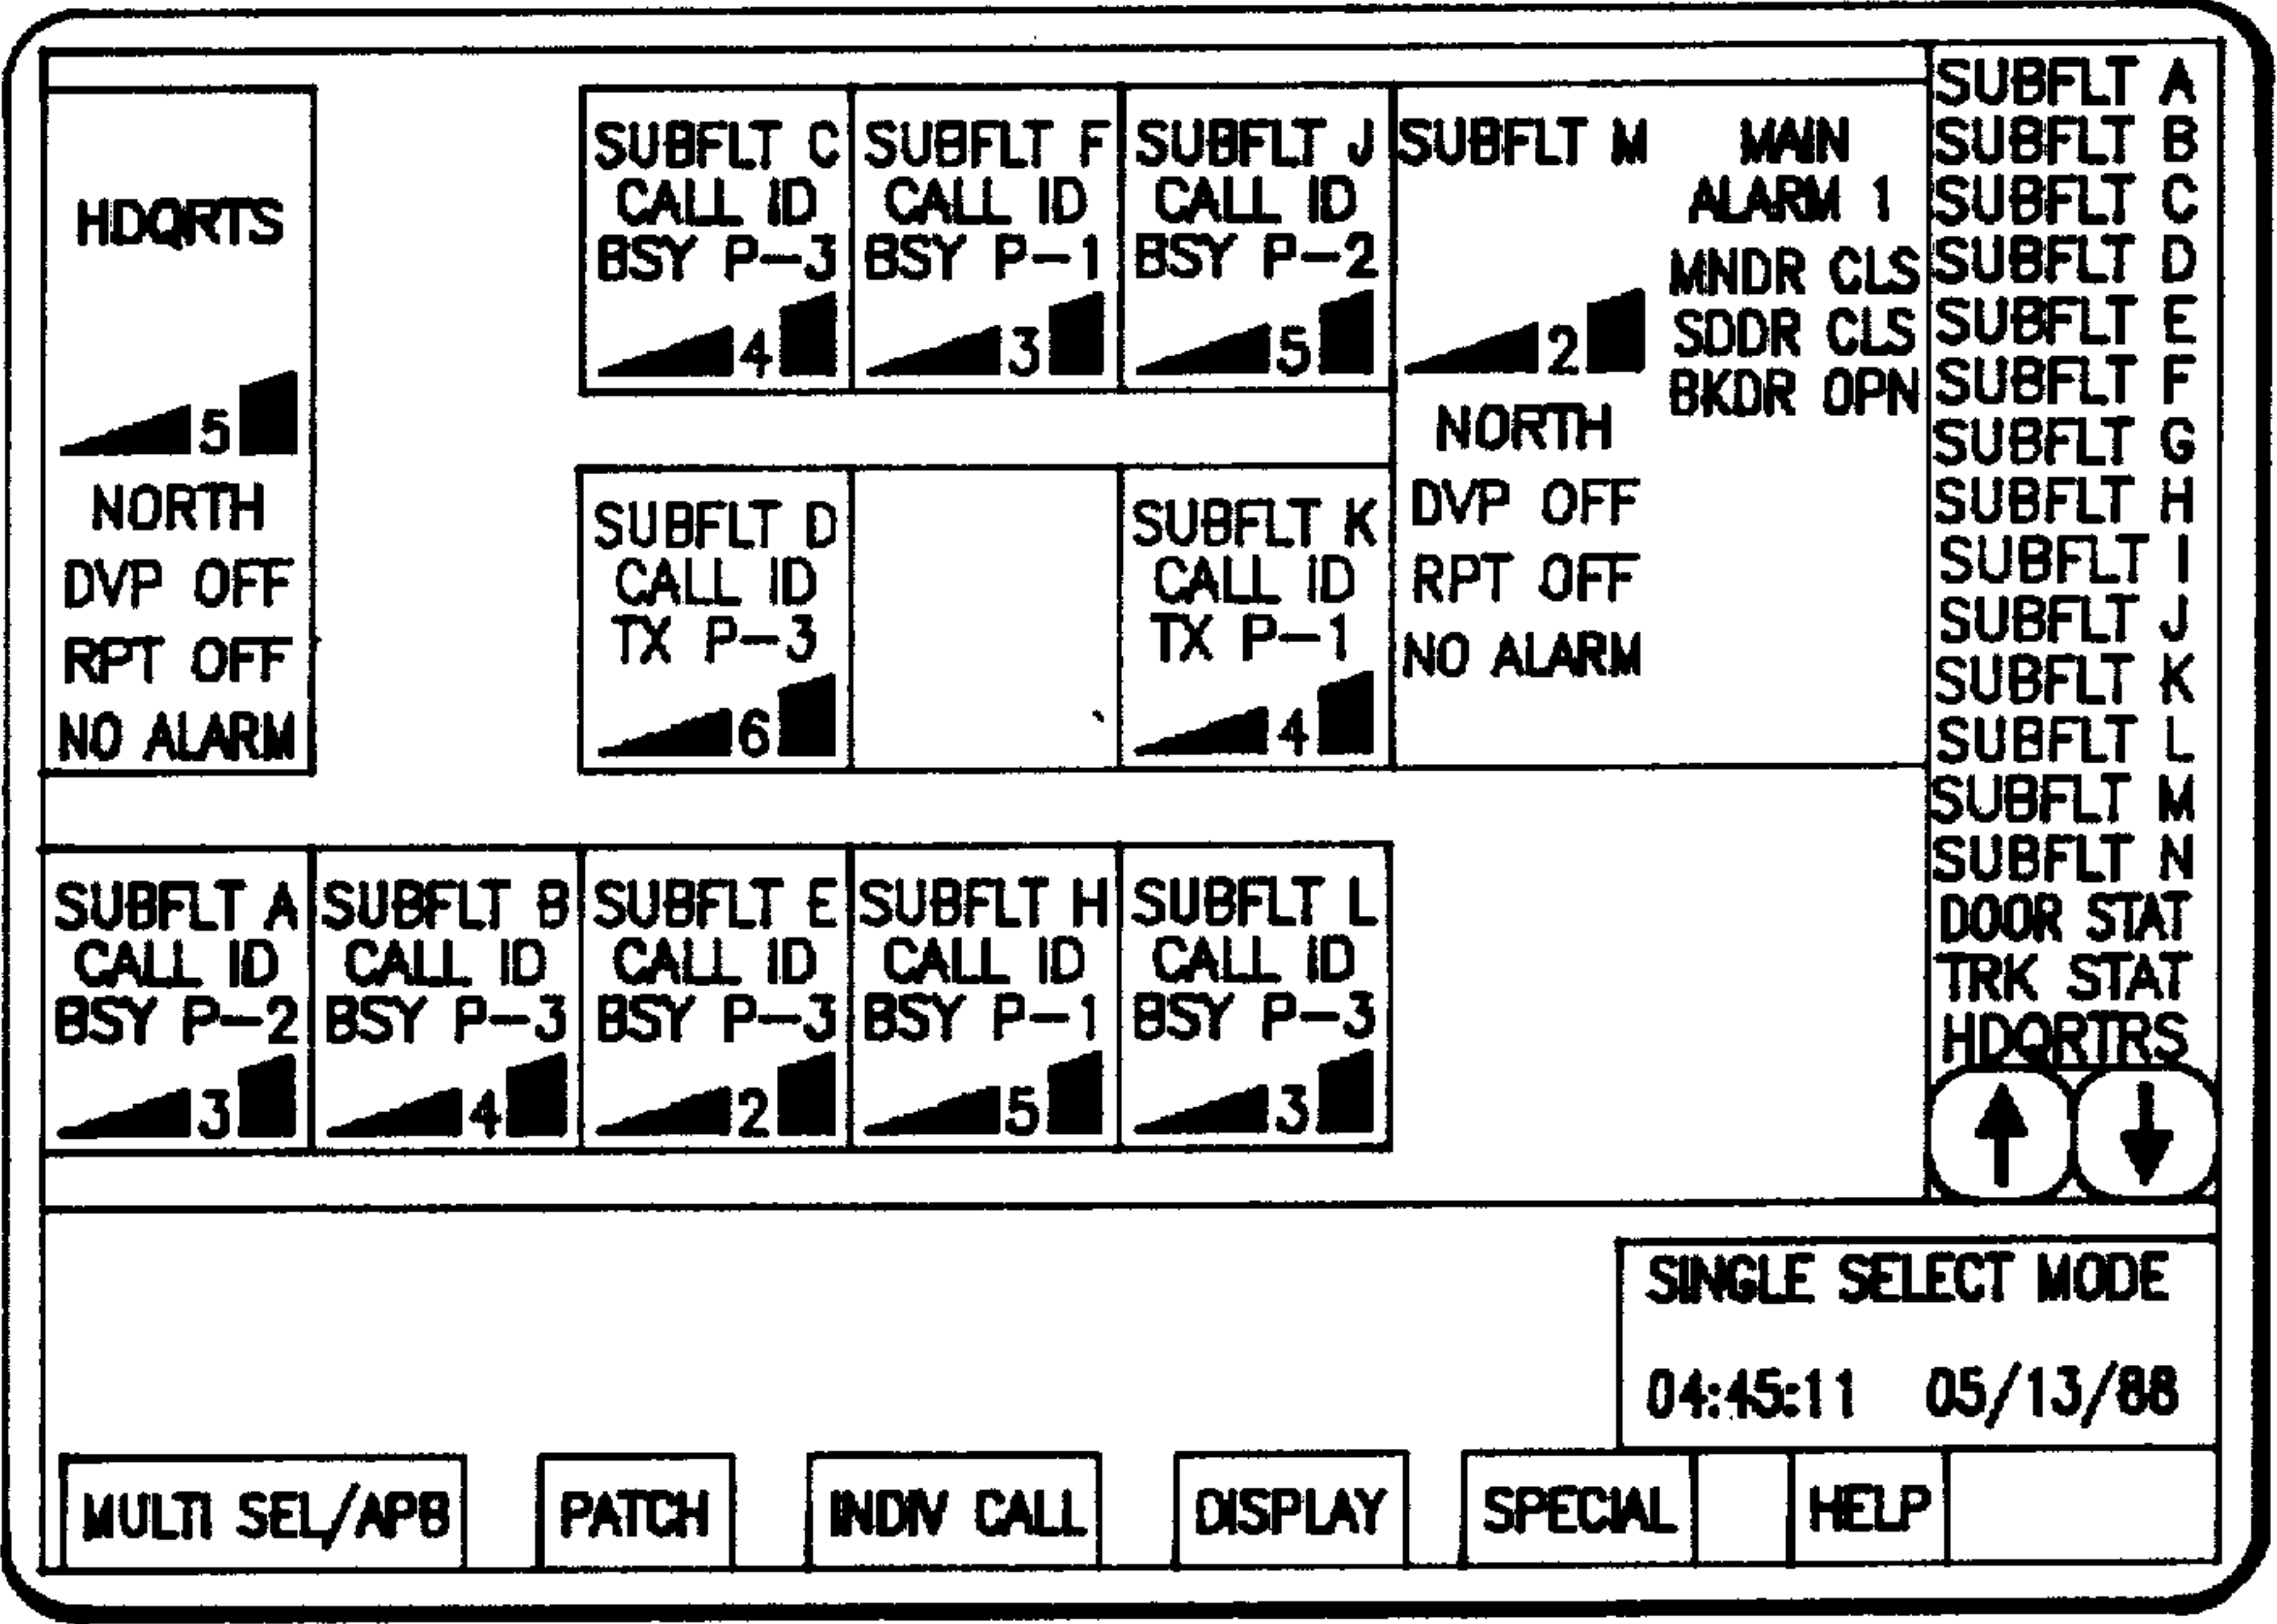 HDQRTS
5
NORTH
DVP OFF
RPT OFF
NO ALARM
SUBFLT C
CALL ID
BSY P-3
4
SUBFLT F
CALL ID
BSY P-1
3
SUBFLT J
CALL ID
BSY P-2
5
SUBFLT M
2
NORTH
DVP OFF
RPT OFF
NO ALARM
MAIN
ALARM 1
MNDR CLS
SDDR CLS
BKDR OPN
SUBFLT D
CALL ID
TX P-3
6
SUBFLT K
CALL ID
TX P-1
4
SUBFLT A
CALL ID
BSY P-2
3
SUBFLT B
CALL ID
BSY P-3
4
SUBFLT E
CALL ID
BSY P-3
2
SUBFLT H
CALL ID
BSY P-1
5
SUBFLT L
CALL ID
BSY P-3
3
SUBFLT A
SUBFLT B
SUBFLT C
SUBFLT D
SUBFLT E
SUBFLT F
SUBFLT G
SUBFLT H
SUBFLT I
SUBFLT J
SUBFLT K
SUBFLT L
SUBFLT M
SUBFLT N
DOOR STAT
TRK STAT
HDQRTRS
SINGLE SELECT MODE
04:45:11 05/13/88
MULTI SEL/APB
PATCH
INDIV CALL
DISPLAY
SPECIAL
HELP